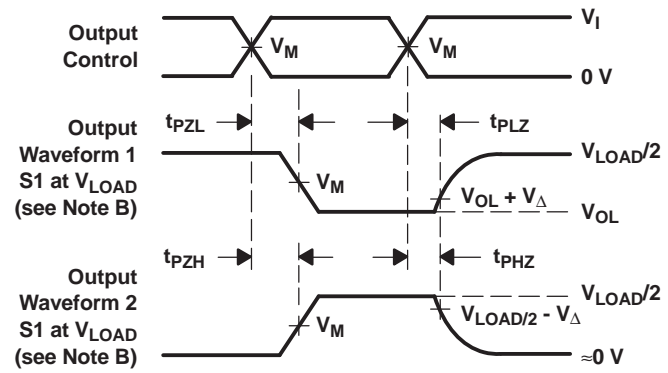 Output
Control
V_I
V_M
V_M
0 V
t_PZL
t_PLZ
Output
Waveform 1
S1 at V_LOAD
(see Note B)
V_LOAD/2
V_M
V_OL + V_Δ
V_OL
t_PZH
t_PHZ
Output
Waveform 2
S1 at V_LOAD
(see Note B)
V_LOAD/2
V_M
V_LOAD/2 - V_Δ
≈0 V